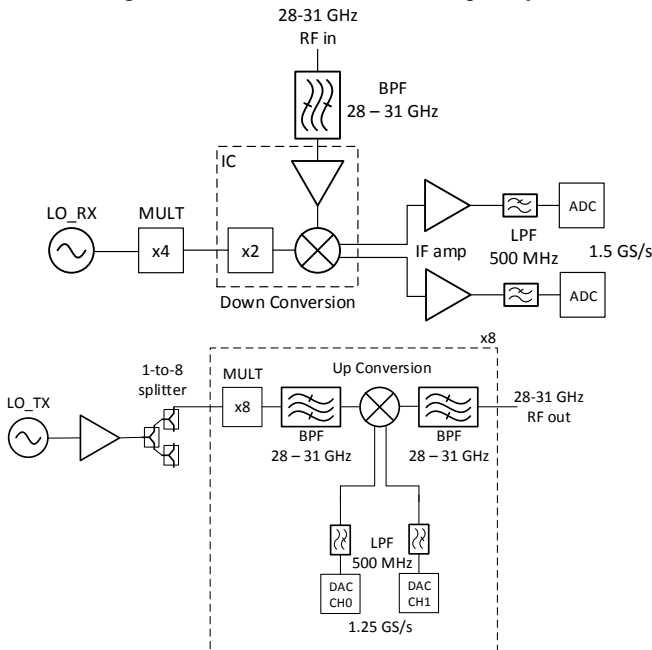 28-31 GHz
RF in
BPF
28 – 31 GHz
IC
LO_RX
MULT
x4
x2
IF amp
LPF
500 MHz
ADC
1.5 GS/s
ADC
Down Conversion
x8
1-to-8
splitter
MULT
Up Conversion
LO_TX
x8
BPF
28 – 31 GHz
BPF
28 – 31 GHz
28-31 GHz
RF out
LPF
500 MHz
DAC
CH0
DAC
CH1
1.25 GS/s